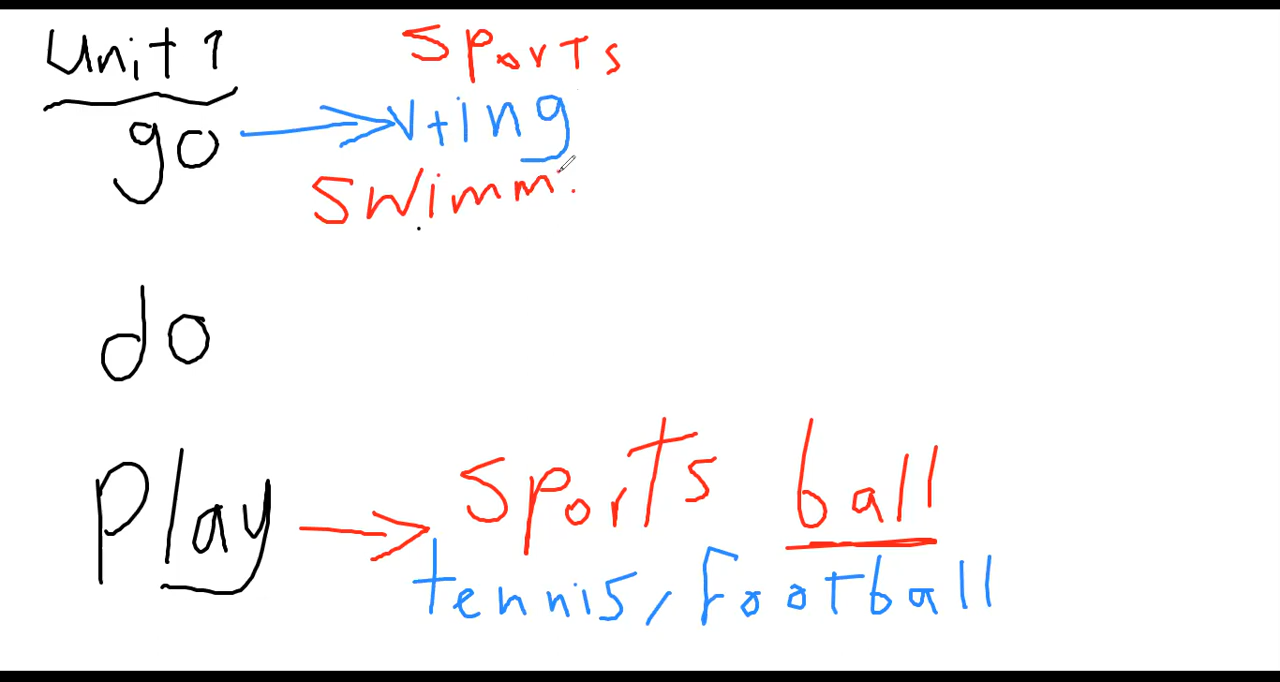 Unit 1
Sports
go → V+ing
Swimm
do
Play → Sports ball
tennis, Football